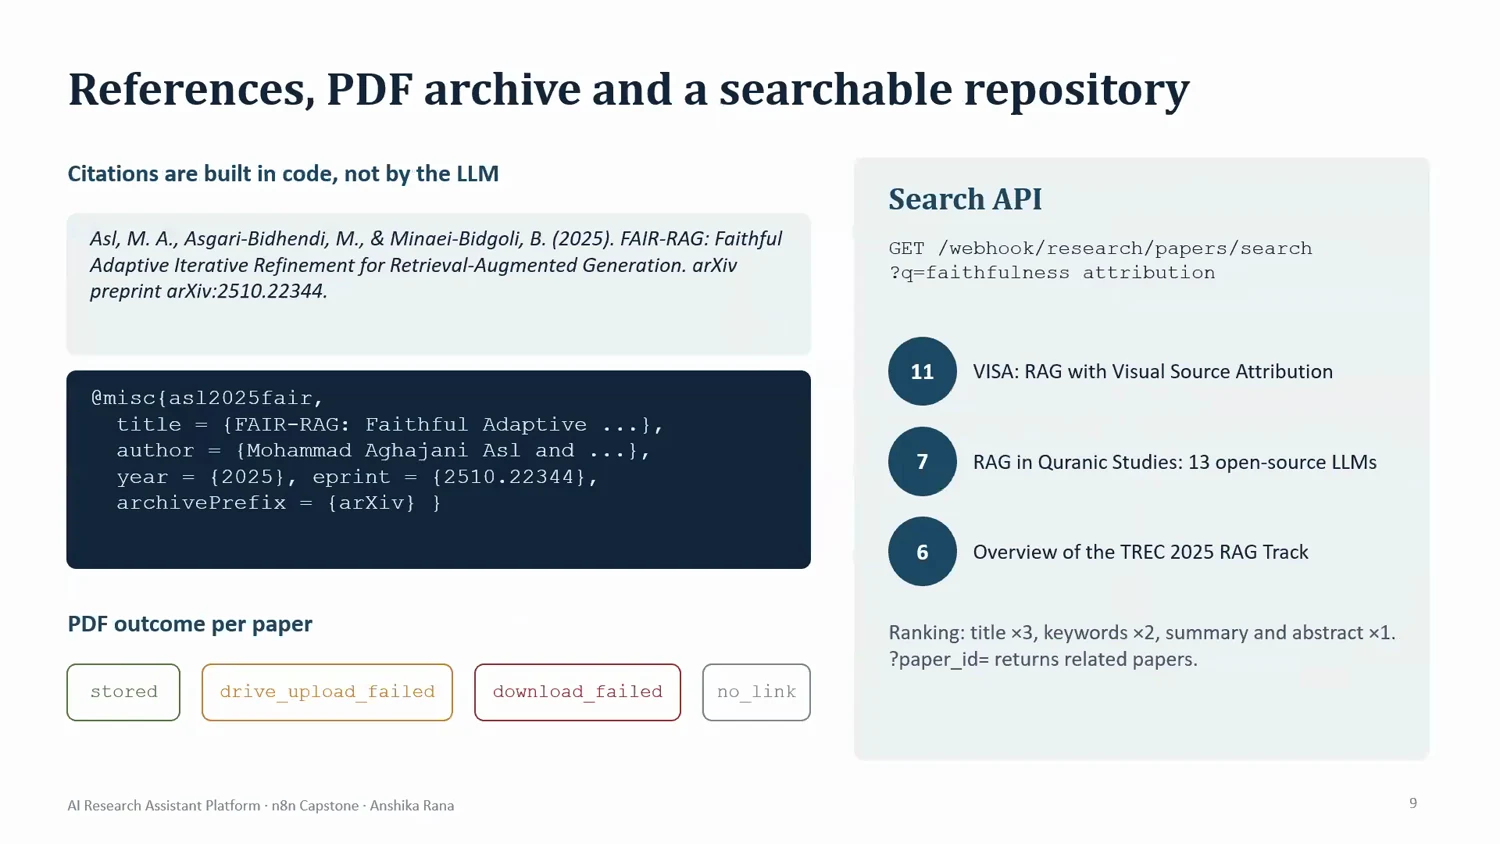 References, PDF archive and a searchable repository
Citations are built in code, not by the LLM
Asl, M. A., Asgari-Bidhendi, M., & Minaei-Bidgoli, B. (2025). FAIR-RAG: Faithful
Adaptive Iterative Refinement for Retrieval-Augmented Generation. arXiv
preprint arXiv:2510.22344.
@misc{asl2025fair,
  title = {FAIR-RAG: Faithful Adaptive ...},
  author = {Mohammad Aghajani Asl and ...},
  year = {2025}, eprint = {2510.22344},
  archivePrefix = {arXiv} }
PDF outcome per paper
stored
drive_upload_failed
download_failed
no_link
Search API
GET /webhook/research/papers/search
?q=faithfulness attribution
11 VISA: RAG with Visual Source Attribution
7 RAG in Quranic Studies: 13 open-source LLMs
6 Overview of the TREC 2025 RAG Track
Ranking: title ×3, keywords ×2, summary and abstract ×1.
?paper_id= returns related papers.
AI Research Assistant Platform · n8n Capstone · Anshika Rana
9